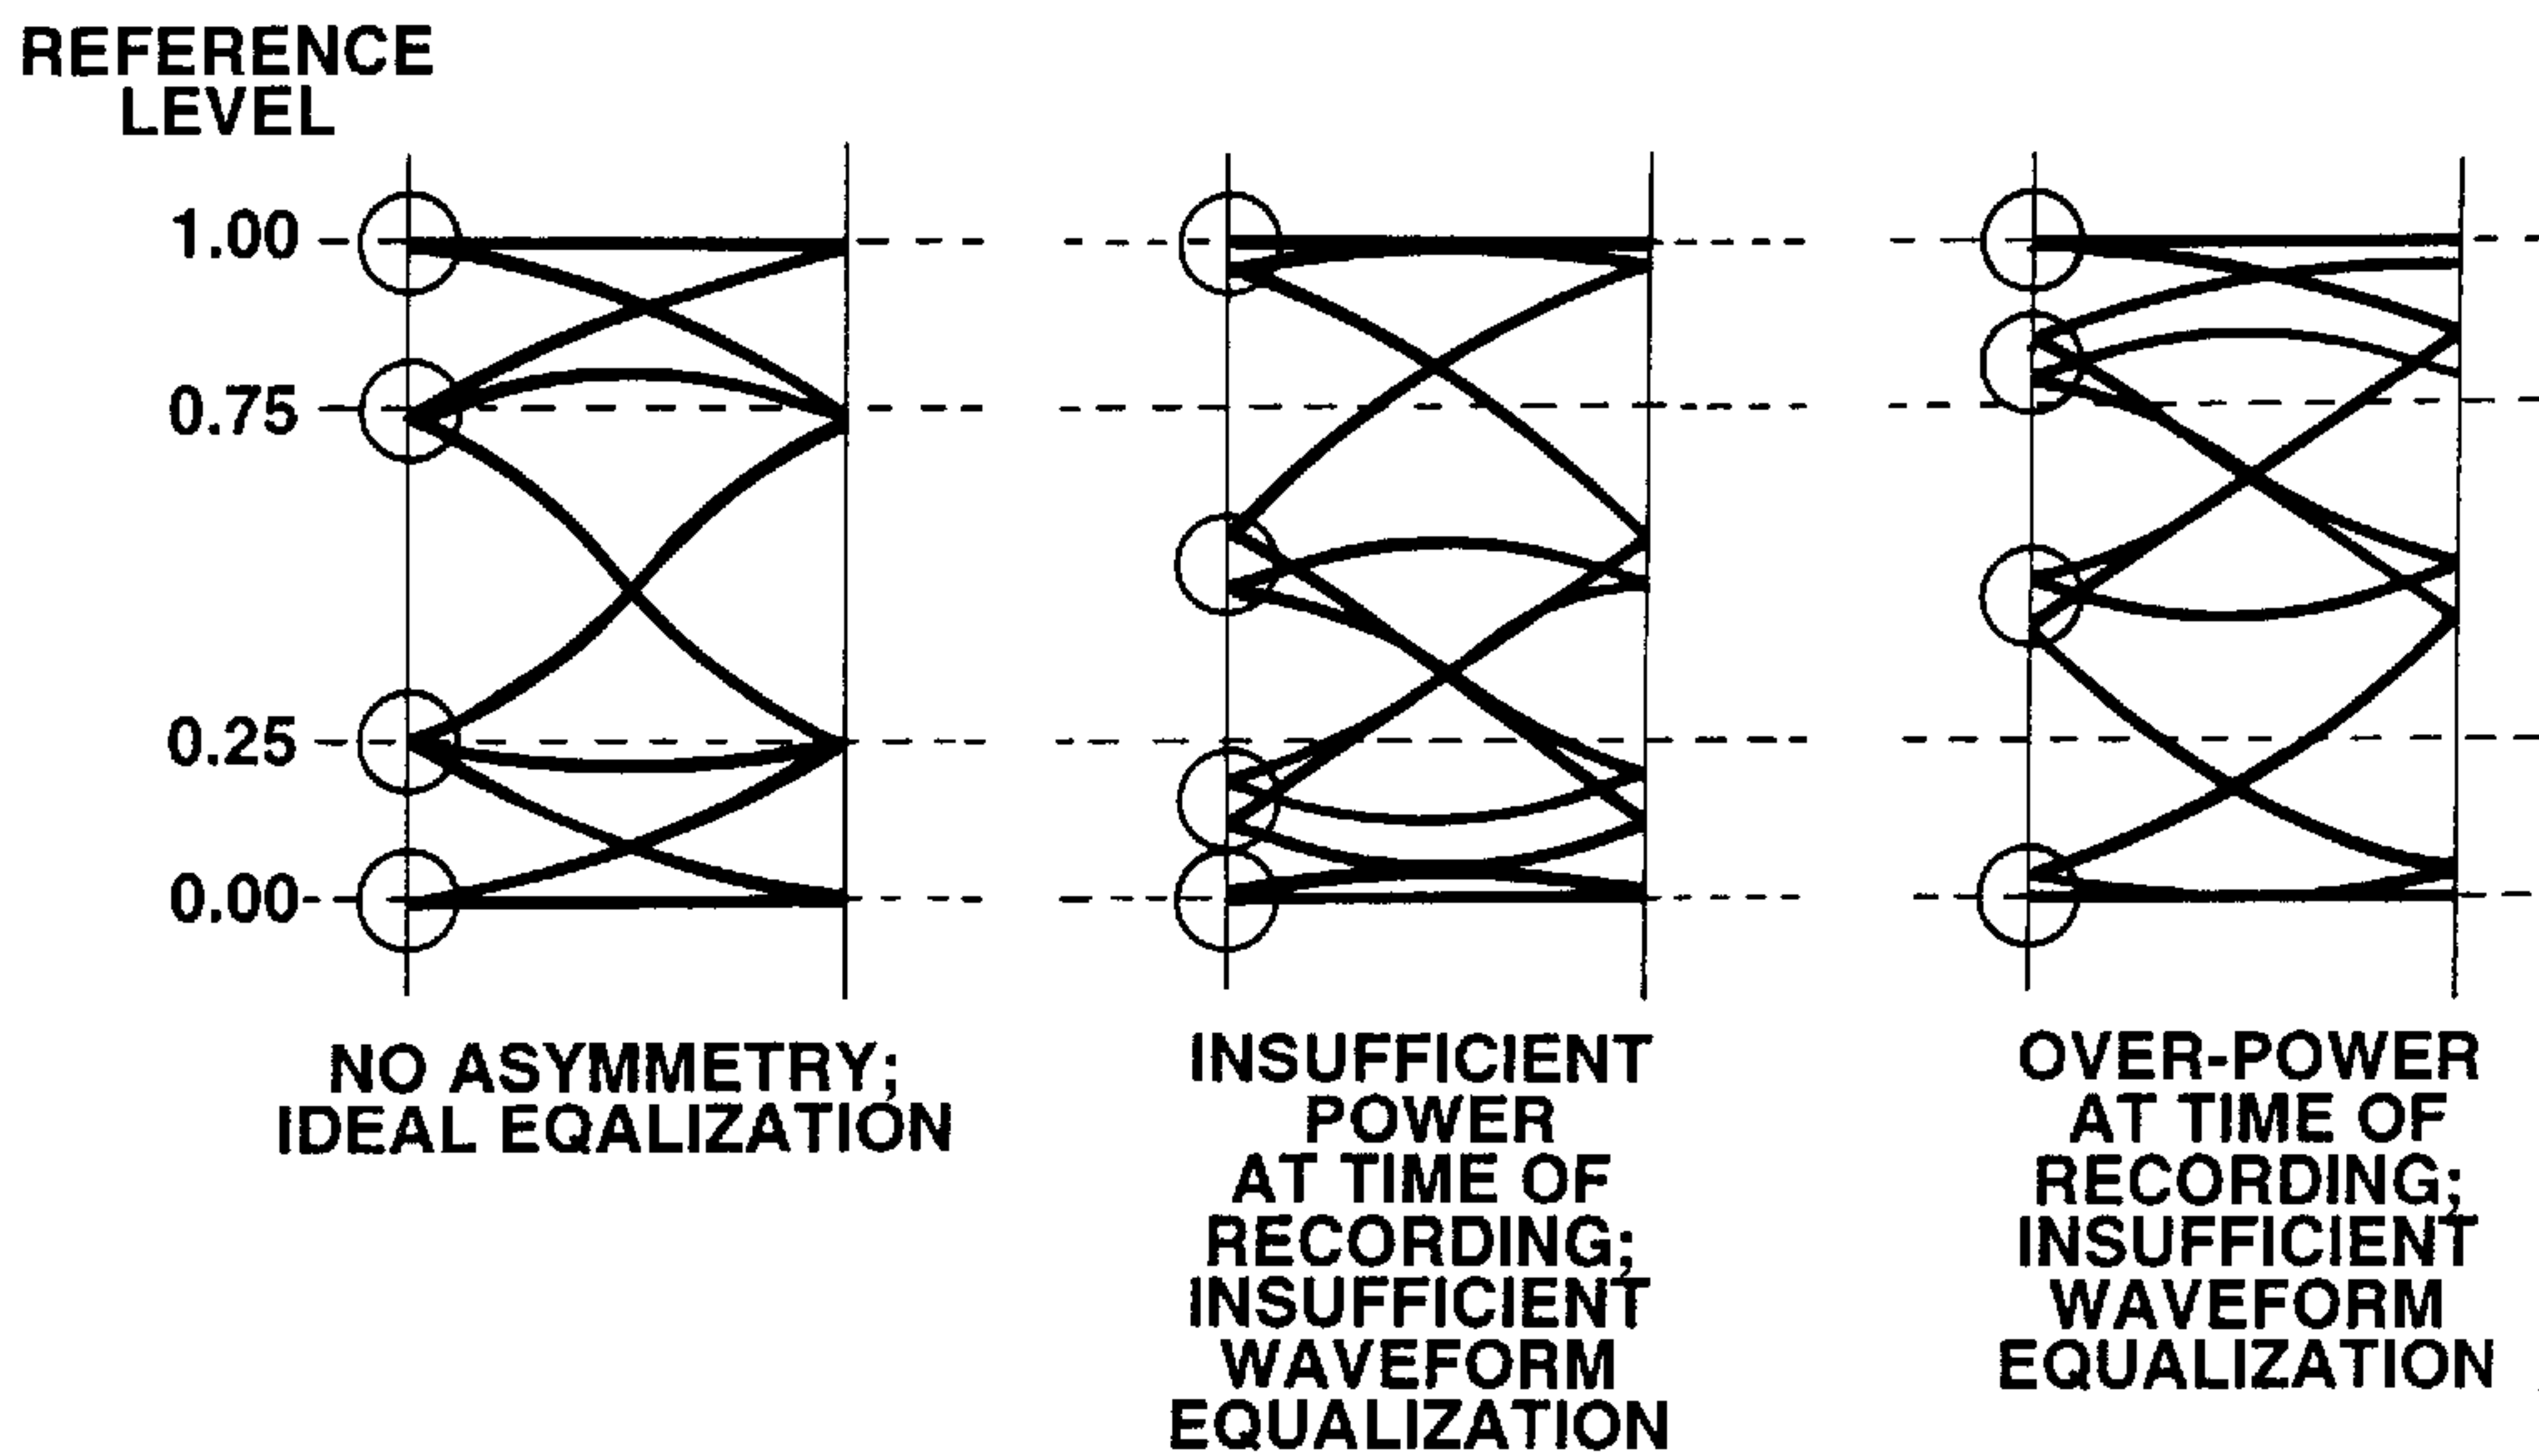 REFERENCE
LEVEL
1.00
0.75
0.25
0.00
NO ASYMMETRY;
IDEAL EQALIZATION
INSUFFICIENT
POWER
AT TIME OF
RECORDING;
INSUFFICIENT
WAVEFORM
EQUALIZATION
OVER-POWER
AT TIME OF
RECORDING;
INSUFFICIENT
WAVEFORM
EQUALIZATION